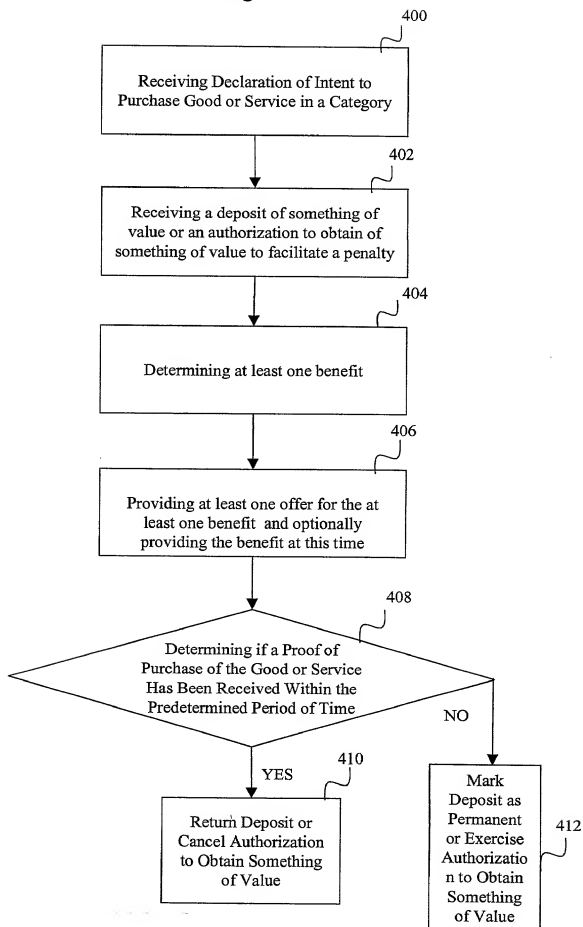 400
Receiving Declaration of Intent to
Purchase Good or Service in a Category
402
Receiving a deposit of something of
value or an authorization to obtain of
something of value to facilitate a penalty
404
Determining at least one benefit
406
Providing at least one offer for the at
least one benefit and optionally
providing the benefit at this time
408
Determining if a Proof of
Purchase of the Good or Service
Has Been Received Within the
Predetermined Period of Time
NO
YES
410
Return Deposit or
Cancel Authorization
to Obtain Something
of Value
Mark
Deposit as
Permanent
or Exercise
Authorizatio
n to Obtain
Something
of Value
412